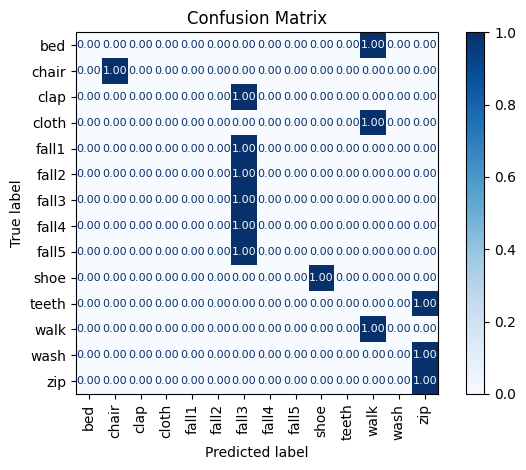 Confusion Matrix
bed 0.00 0.00 0.00 0.00 0.00 0.00 0.00 0.00 0.00 0.00 0.00 1.00 0.00 0.00
chair 0.00 1.00 0.00 0.00 0.00 0.00 0.00 0.00 0.00 0.00 0.00 0.00 0.00 0.00
clap 0.00 0.00 0.00 0.00 0.00 0.00 1.00 0.00 0.00 0.00 0.00 0.00 0.00 0.00
cloth 0.00 0.00 0.00 0.00 0.00 0.00 0.00 0.00 0.00 0.00 0.00 1.00 0.00 0.00
fall1 0.00 0.00 0.00 0.00 0.00 0.00 1.00 0.00 0.00 0.00 0.00 0.00 0.00 0.00
fall2 0.00 0.00 0.00 0.00 0.00 0.00 1.00 0.00 0.00 0.00 0.00 0.00 0.00 0.00
fall3 0.00 0.00 0.00 0.00 0.00 0.00 1.00 0.00 0.00 0.00 0.00 0.00 0.00 0.00
fall4 0.00 0.00 0.00 0.00 0.00 0.00 1.00 0.00 0.00 0.00 0.00 0.00 0.00 0.00
fall5 0.00 0.00 0.00 0.00 0.00 0.00 1.00 0.00 0.00 0.00 0.00 0.00 0.00 0.00
shoe 0.00 0.00 0.00 0.00 0.00 0.00 0.00 0.00 0.00 1.00 0.00 0.00 0.00 0.00
teeth 0.00 0.00 0.00 0.00 0.00 0.00 0.00 0.00 0.00 0.00 0.00 0.00 0.00 1.00
walk 0.00 0.00 0.00 0.00 0.00 0.00 0.00 0.00 0.00 0.00 0.00 1.00 0.00 0.00
wash 0.00 0.00 0.00 0.00 0.00 0.00 0.00 0.00 0.00 0.00 0.00 0.00 0.00 1.00
zip 0.00 0.00 0.00 0.00 0.00 0.00 0.00 0.00 0.00 0.00 0.00 0.00 0.00 1.00
bed chair clap cloth fall1 fall2 fall3 fall4 fall5 shoe teeth walk wash zip
Predicted label
True label
1.0
0.8
0.6
0.4
0.2
0.0